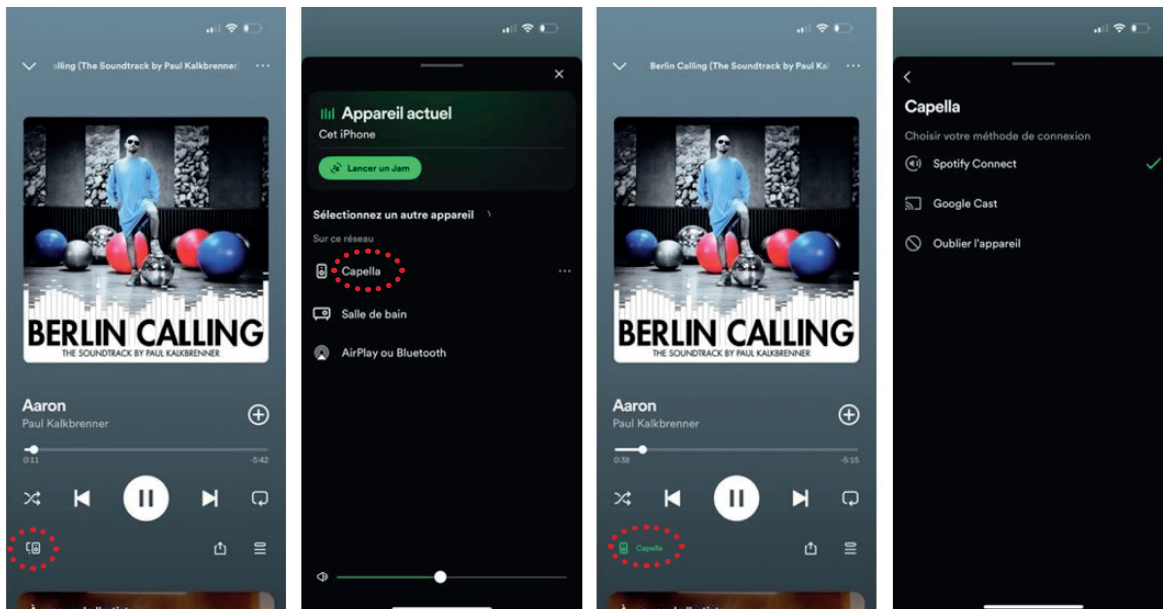 lling (The Soundtrack by Paul Kalkbrenner)
BERLIN CALLING
THE SOUNDTRACK BY PAUL KALKBRENNER
Aaron
Paul Kalkbrenner
0:11
-5:42
Appareil actuel
Cet iPhone
Lancer un Jam
Sélectionnez un autre appareil
Sur ce réseau
Capella
Salle de bain
AirPlay ou Bluetooth
Berlin Calling (The Soundtrack by Paul Kal
BERLIN CALLING
THE SOUNDTRACK BY PAUL KALKBRENNER
Aaron
Paul Kalkbrenner
0:38
-5:15
Capella
Capella
Choisir votre méthode de connexion
Spotify Connect
Google Cast
Oublier l'appareil